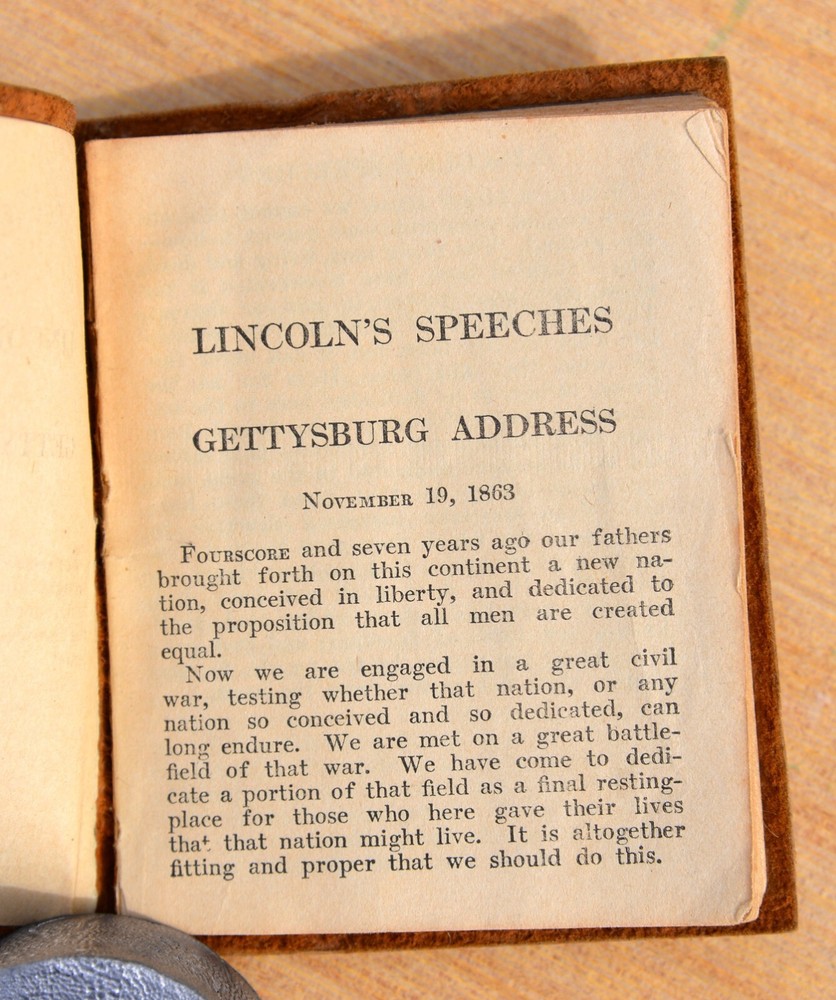 LINCOLN'S SPEECHES
GETTYSBURG ADDRESS
NOVEMBER 19, 1863
FOURSCORE and seven years ago our fathers
brought forth on this continent a new na-
tion, conceived in liberty, and dedicated to
the proposition that all men are created
equal.
Now we are engaged in a great civil
war, testing whether that nation, or any
nation so conceived and so dedicated, can
long endure. We are met on a great battle-
field of that war. We have come to dedi-
cate a portion of that field as a final resting-
place for those who here gave their lives
that that nation might live. It is altogether
fitting and proper that we should do this.